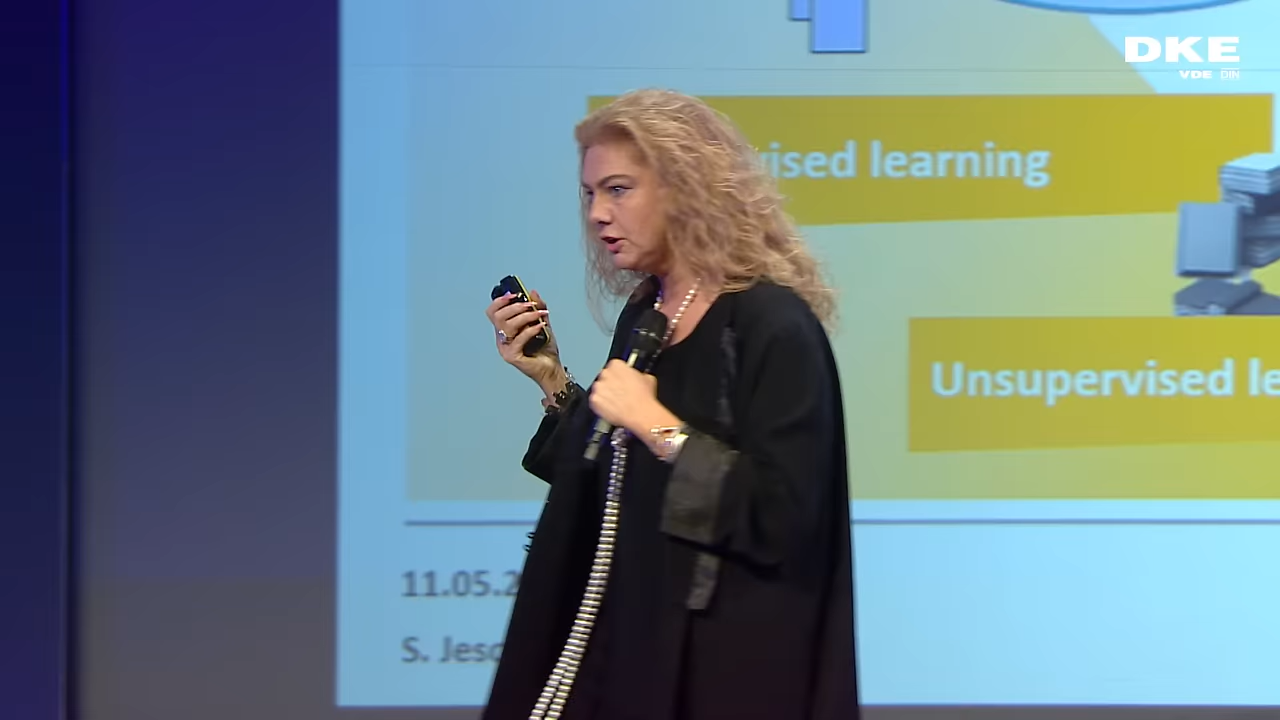 DKE
VDE DIN
vised learning
Unsupervised le
11.05.2
S. Jesc